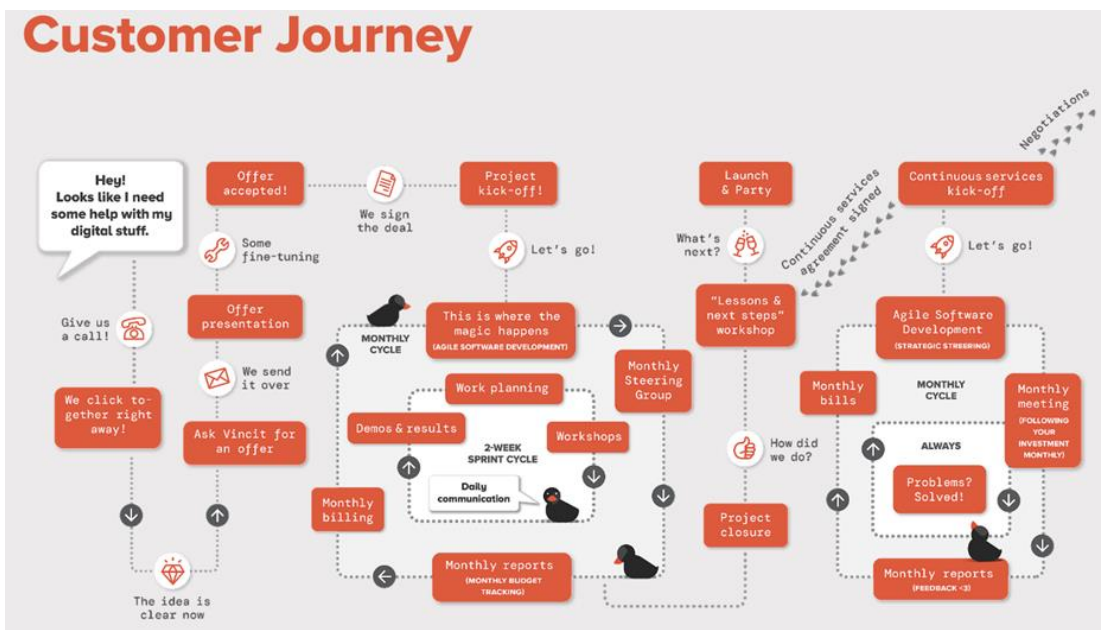 Customer Journey
Hey!
Looks like I need
some help with my
digital stuff.
Give us
a call!
We click to-
gether right
away!
The idea is
clear now
Ask Vincit for
an offer
We send
it over
Offer
presentation
Some
fine-tuning
Offer
accepted!
We sign
the deal
Project
kick-off!
Let's go!
This is where the
magic happens
(AGILE SOFTWARE DEVELOPMENT)
MONTHLY
CYCLE
Monthly
Steering
Group
Work planning
Demos & results
Workshops
2-WEEK
SPRINT CYCLE
Daily
communication
Monthly
billing
Monthly reports
(MONTHLY BUDGET
TRACKING)
Project
closure
How did
we do?
"Lessons &
next steps"
workshop
What's
next?
Launch
& Party
Continuous services
agreement signed
Continuous services
kick-off
Negotiations
Let's go!
Agile Software
Development
(STRATEGIC STREERING)
Monthly
bills
MONTHLY
CYCLE
Monthly
meeting
(FOLLOWING
YOUR
INVESTMENT
MONTHLY)
ALWAYS
Problems?
Solved!
Monthly reports
(FEEDBACK <3)